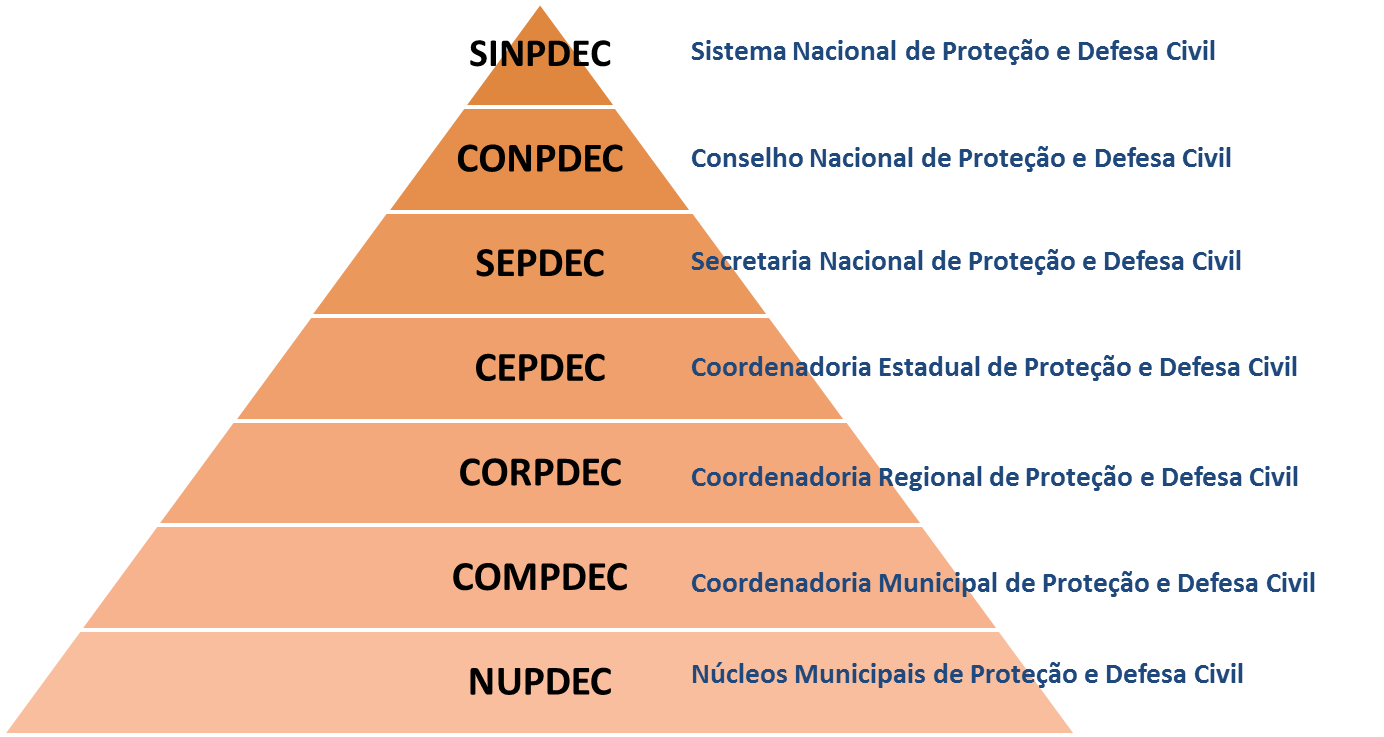 SINPDEC Sistema Nacional de Proteção e Defesa Civil
CONPDEC Conselho Nacional de Proteção e Defesa Civil
SEPDEC Secretaria Nacional de Proteção e Defesa Civil
CEPDEC Coordenadoria Estadual de Proteção e Defesa Civil
CORPDEC Coordenadoria Regional de Proteção e Defesa Civil
COMPDEC Coordenadoria Municipal de Proteção e Defesa Civil
NUPDEC Núcleos Municipais de Proteção e Defesa Civil